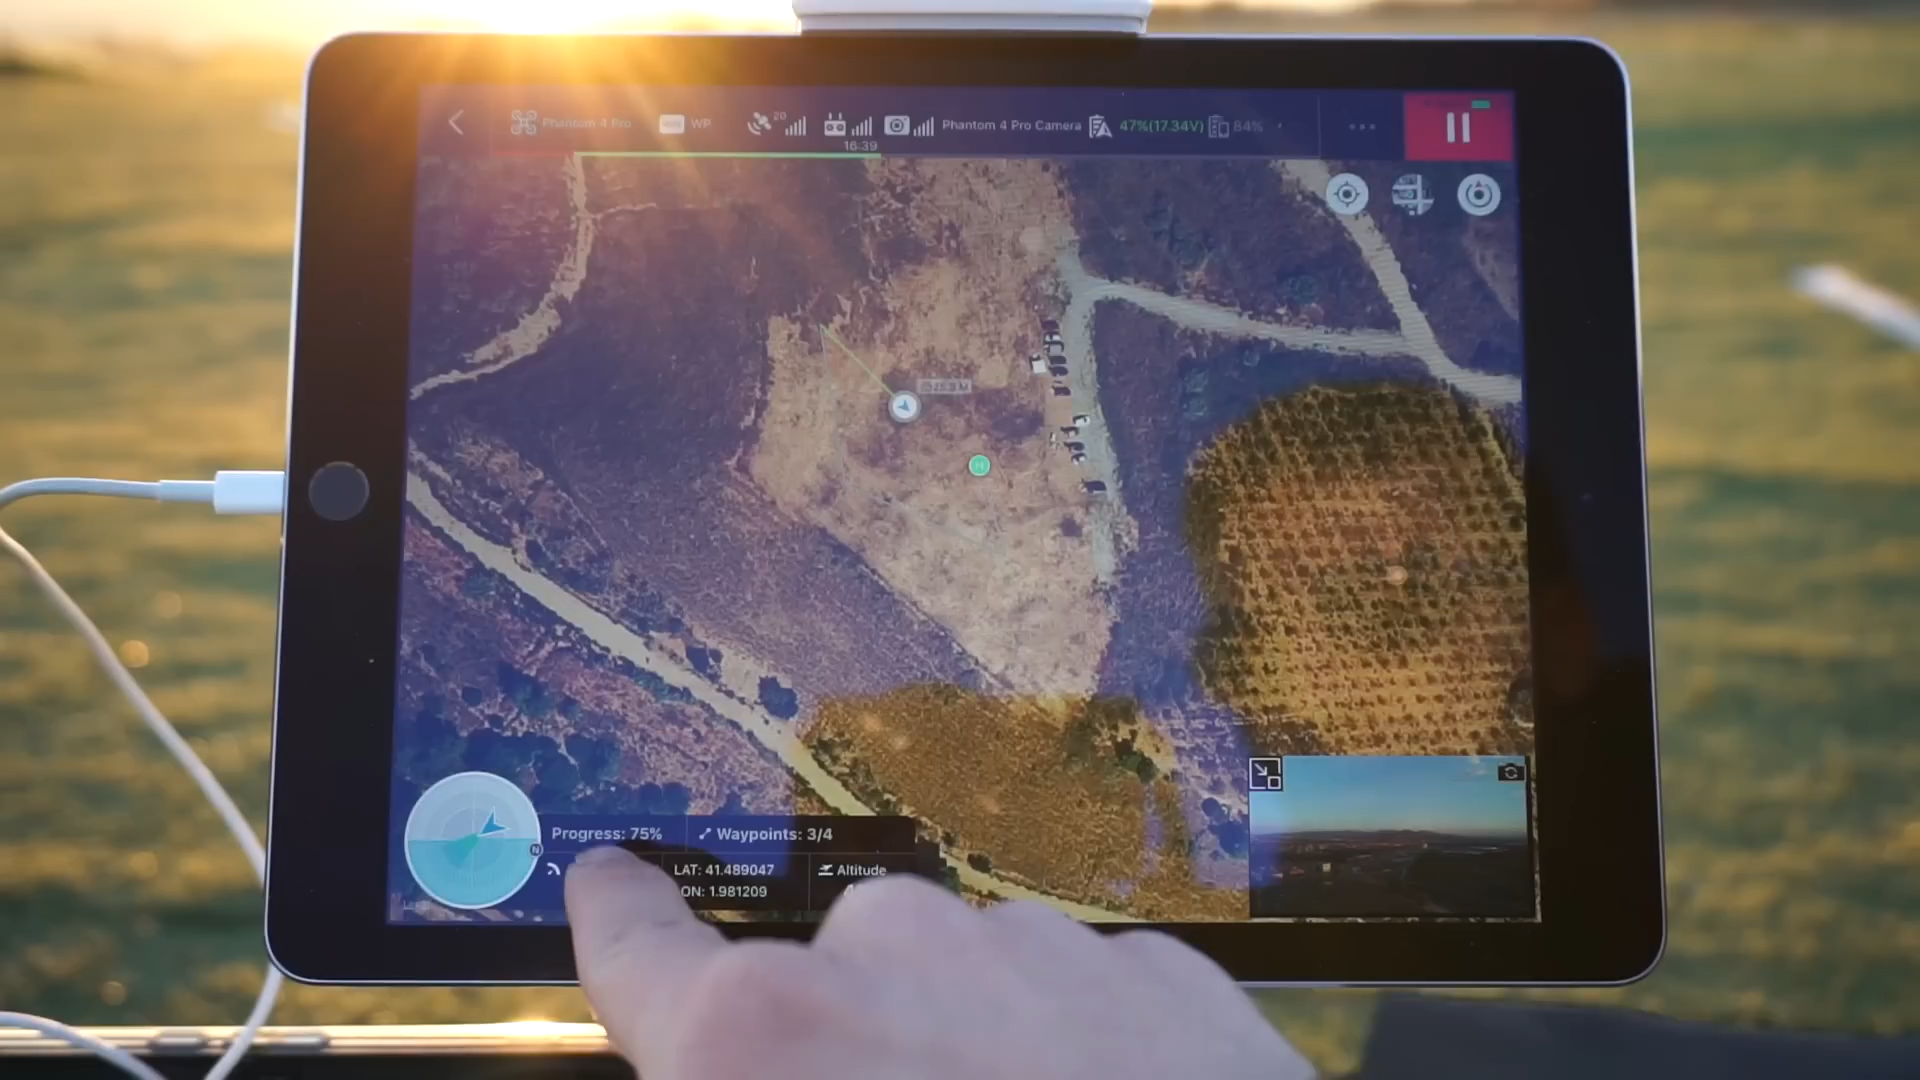 Phantom 4 Pro
WP
20
16:39
Phantom 4 Pro Camera
47%(17.34V)
84%
H
N
Progress: 75%
Waypoints: 3/4
LAT: 41.489047
ON: 1.981209
Altitude